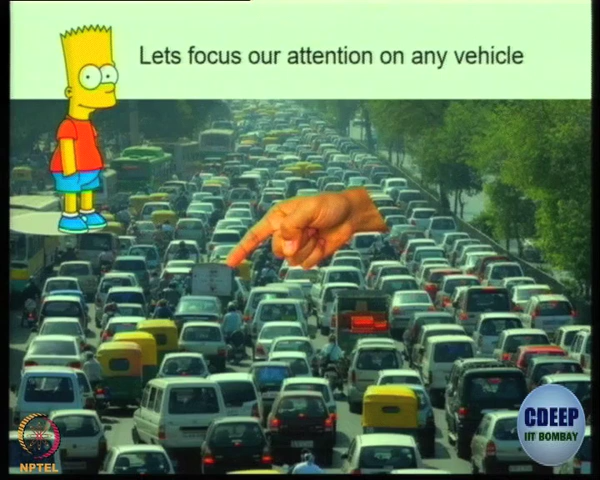 Lets focus our attention on any vehicle
CDEEP
IIT BOMBAY
NPTEL